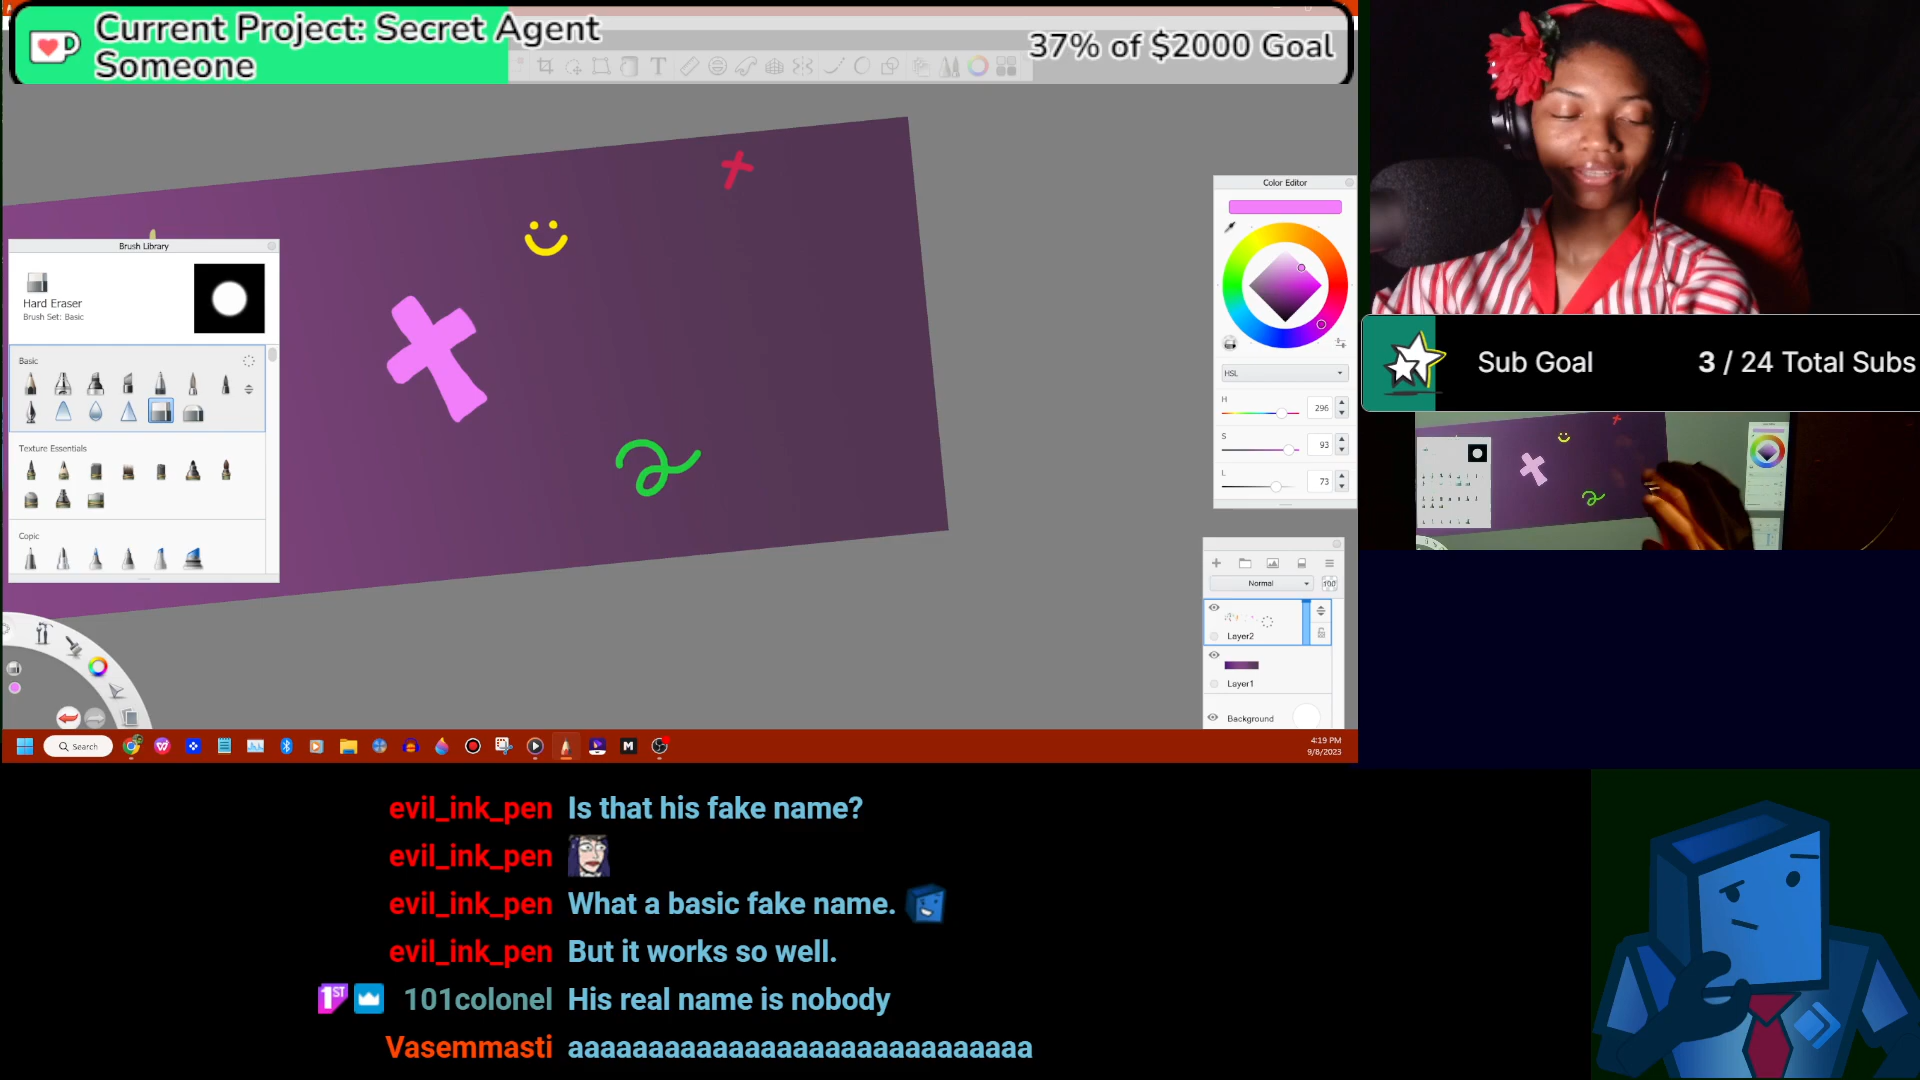 Current Project: Secret Agent
Someone
37% of $2000 Goal
T
Color Editor
HSL
H
296
S
93
L
73
Brush Library
Hard Eraser
Brush Set: Basic
Basic
Texture Essentials
Copic
Normal
100
Layer2
Layer1
Background
Search
M
4:19 PM
9/8/2023
Sub Goal
3 / 24 Total Subs
evil_ink_pen Is that his fake name?
evil_ink_pen
evil_ink_pen What a basic fake name.
evil_ink_pen But it works so well.
1ST 101colonel His real name is nobody
Vasemmasti aaaaaaaaaaaaaaaaaaaaaaaaaaaaa